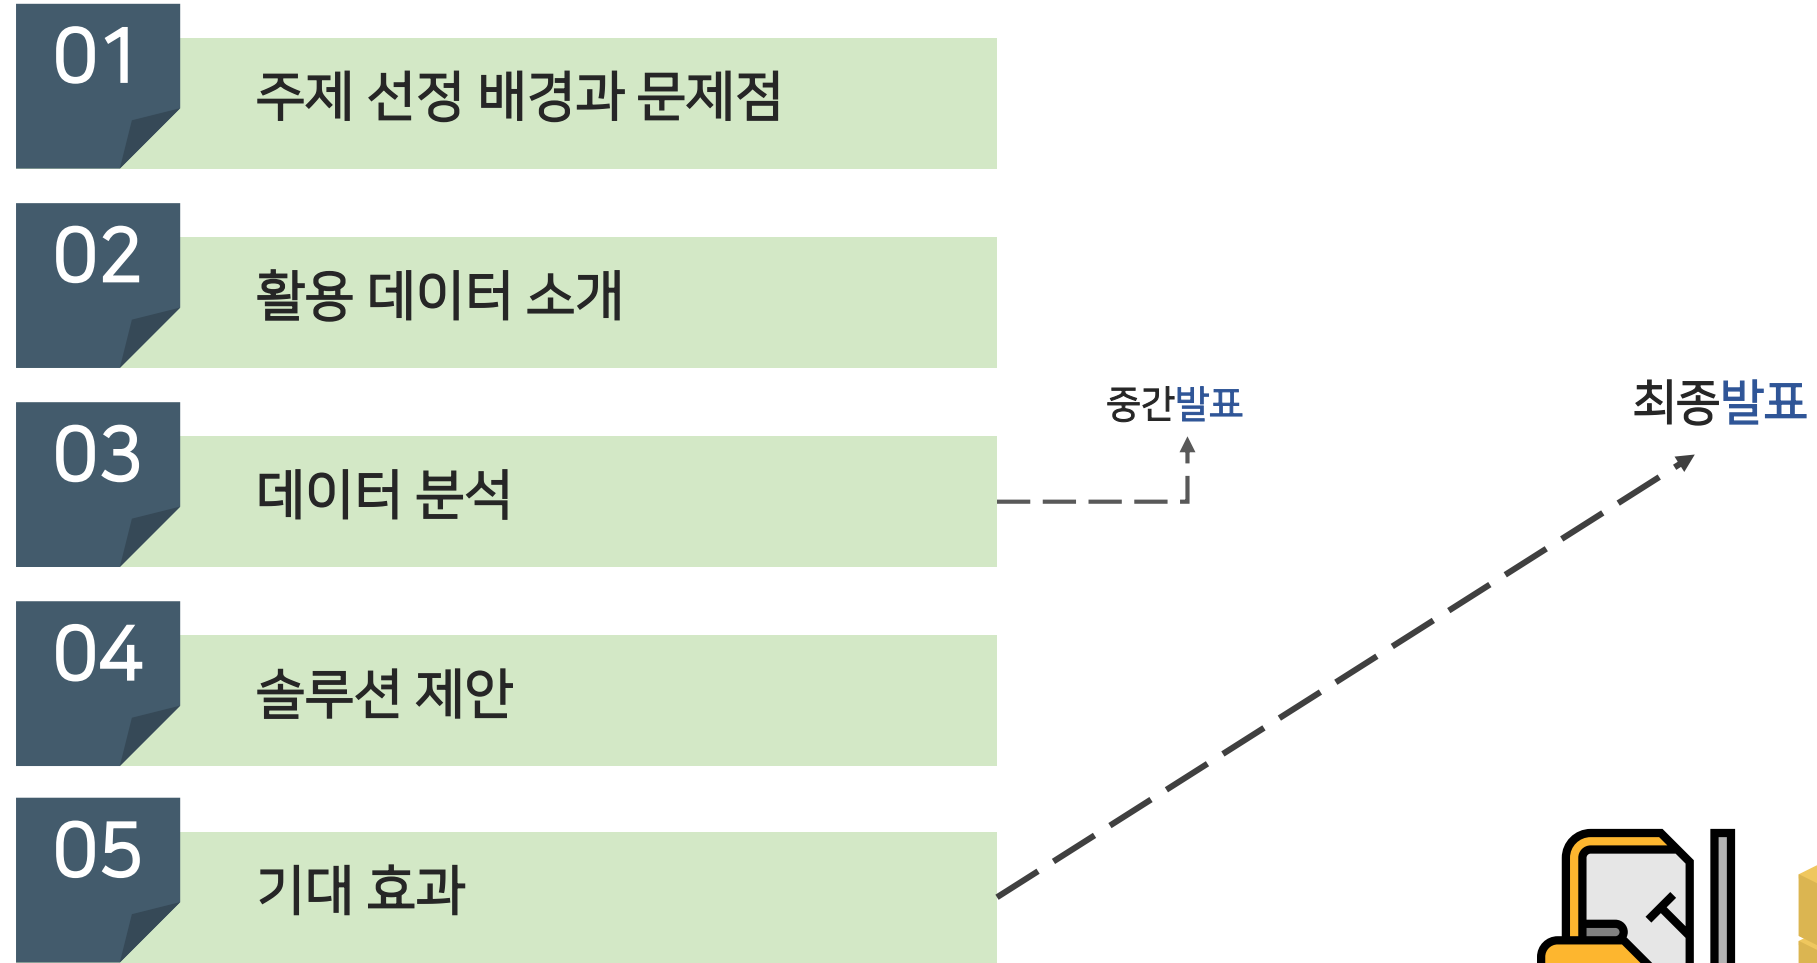 01
주제 선정 배경과 문제점
02
활용 데이터 소개
중간발표
최종발표
03
데이터 분석
04
솔루션 제안
05
기대 효과